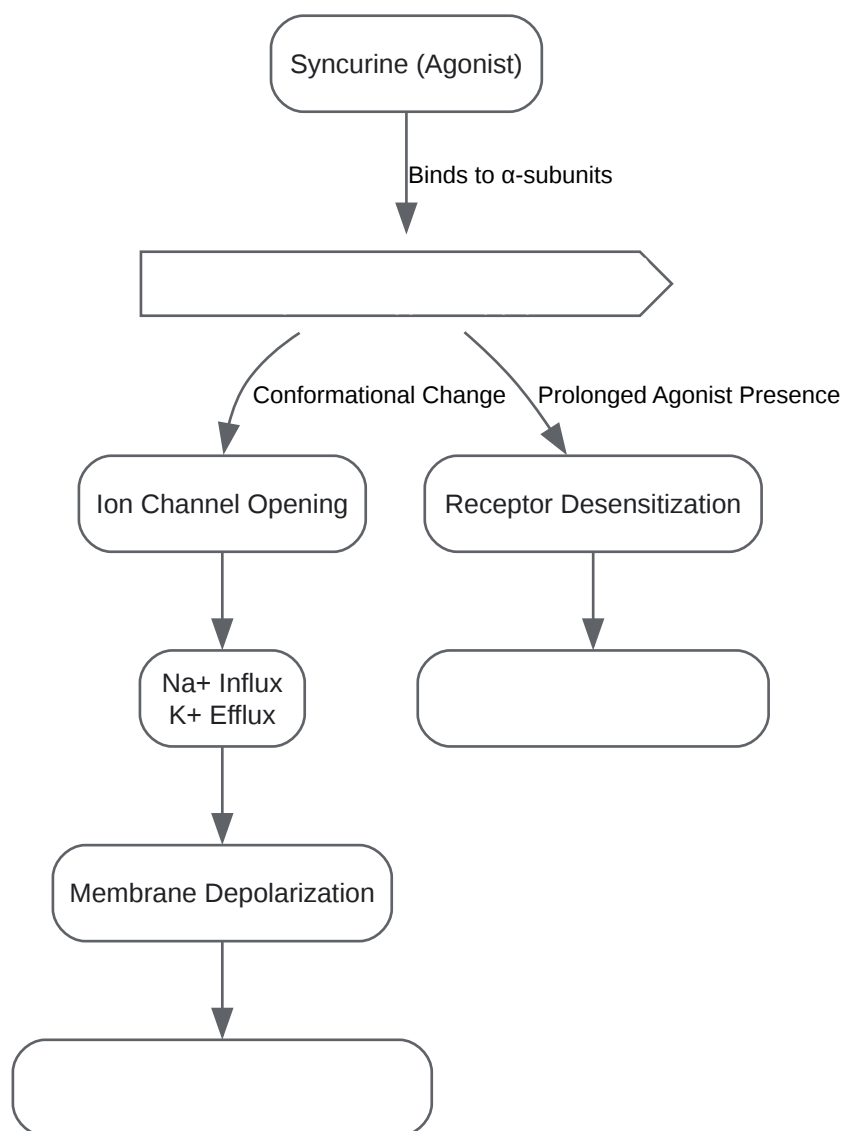 Syncurine (Agonist)
Binds to α-subunits
Conformational Change
Prolonged Agonist Presence
Ion Channel Opening
Receptor Desensitization
Na+ Influx
K+ Efflux
Membrane Depolarization